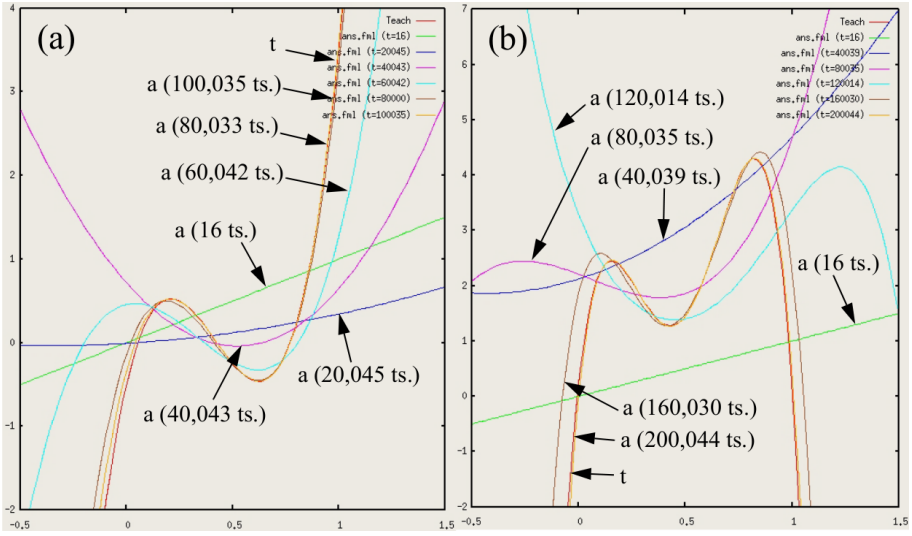 (a)
4
3
2
1
0
-1
-2
-0.5 0 0.5 1 1.5
Teach
ans.fml (t=16)
ans.fml (t=20045)
ans.fml (t=40043)
ans.fml (t=60042)
ans.fml (t=80000)
ans.fml (t=100035)
t
a (100,035 ts.)
a (80,033 ts.)
a (60,042 ts.)
a (16 ts.)
a (20,045 ts.)
a (40,043 ts.)
(b)
7
6
5
4
3
2
1
0
-1
-2
-0.5 0 0.5 1 1.5
Teach
ans.fml (t=16)
ans.fml (t=40039)
ans.fml (t=80035)
ans.fml (t=120014)
ans.fml (t=160030)
ans.fml (t=200044)
a (120,014 ts.)
a (80,035 ts.)
a (40,039 ts.)
a (16 ts.)
a (160,030 ts.)
a (200,044 ts.)
t